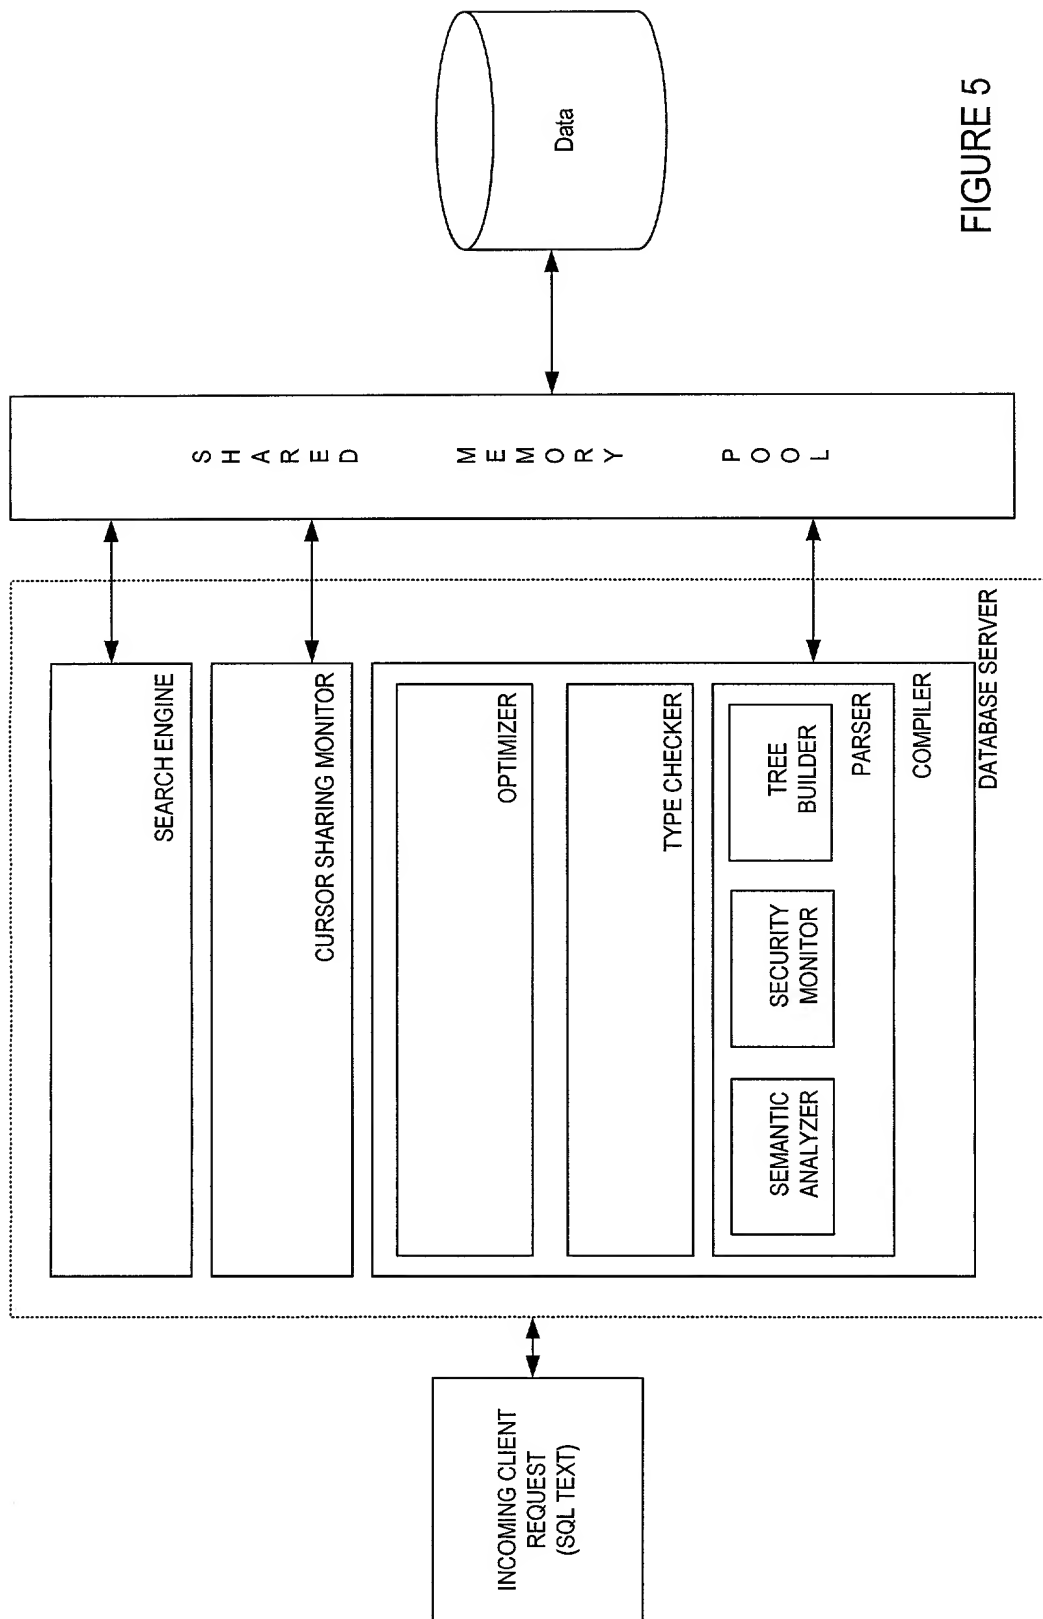 INCOMING CLIENT
REQUEST
(SQL TEXT)
SEARCH ENGINE
CURSOR SHARING MONITOR
OPTIMIZER
TYPE CHECKER
SEMANTIC
ANALYZER
SECURITY
MONITOR
TREE
BUILDER
PARSER
COMPILER
DATABASE SERVER
SHARED MEMORY POOL
Data
FIGURE 5